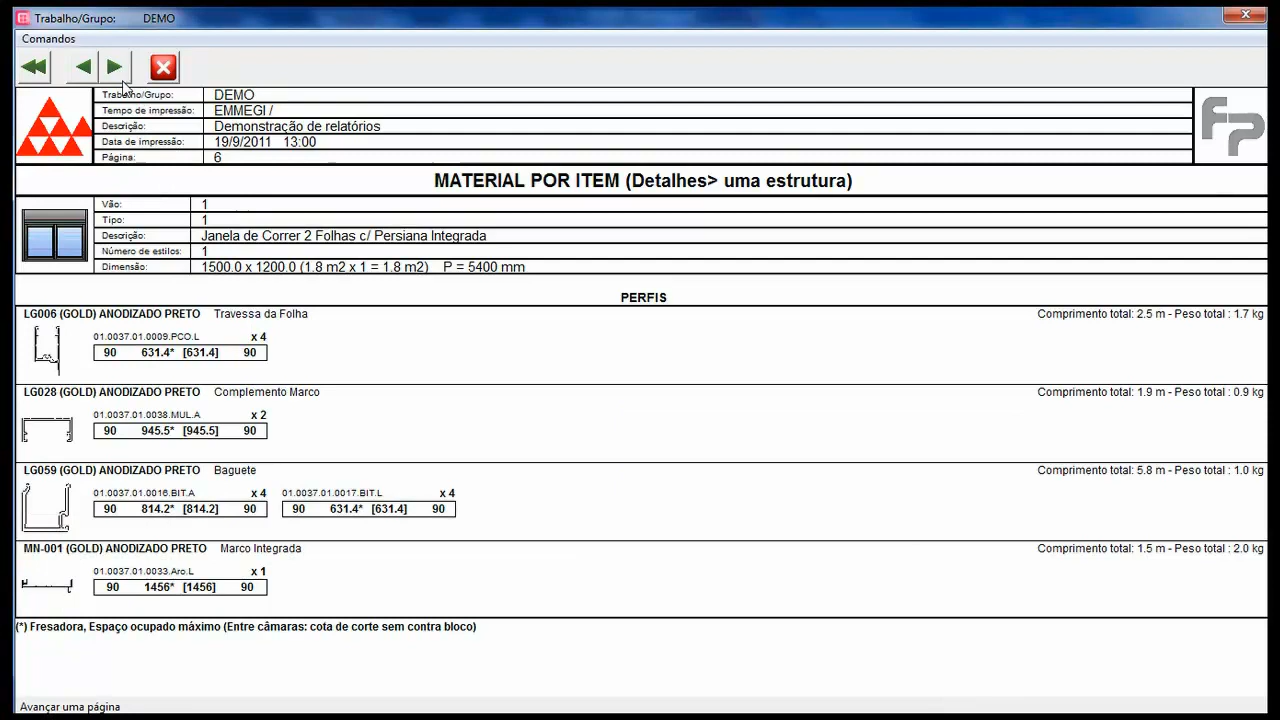 Trabalho/Grupo: DEMO
Comandos
Trabalho/Grupo: DEMO
Tempo de impressão: EMMEGI /
Descrição: Demonstração de relatórios
Data de impressão: 19/9/2011 13:00
Página: 6
FP
MATERIAL POR ITEM (Detalhes> uma estrutura)
Vão: 1
Tipo: 1
Descrição: Janela de Correr 2 Folhas c/ Persiana Integrada
Número de estilos: 1
Dimensão: 1500.0 x 1200.0 (1.8 m2 x 1 = 1.8 m2) P = 5400 mm
PERFIS
LG006 (GOLD) ANODIZADO PRETO Travessa da Folha Comprimento total: 2.5 m - Peso total : 1.7 kg
01.0037.01.0009.PCO.L x 4
90 631.4* [631.4] 90
LG028 (GOLD) ANODIZADO PRETO Complemento Marco Comprimento total: 1.9 m - Peso total : 0.9 kg
01.0037.01.0038.MUL.A x 2
90 945.5* [945.5] 90
LG059 (GOLD) ANODIZADO PRETO Baguete Comprimento total: 5.8 m - Peso total : 1.0 kg
01.0037.01.0016.BIT.A x 4 01.0037.01.0017.BIT.L x 4
90 814.2* [814.2] 90 90 631.4* [631.4] 90
MN-001 (GOLD) ANODIZADO PRETO Marco Integrada Comprimento total: 1.5 m - Peso total : 2.0 kg
01.0037.01.0033.Aro.L x 1
90 1456* [1456] 90
(*) Fresadora, Espaço ocupado máximo (Entre câmaras: cota de corte sem contra bloco)
Avançar uma página